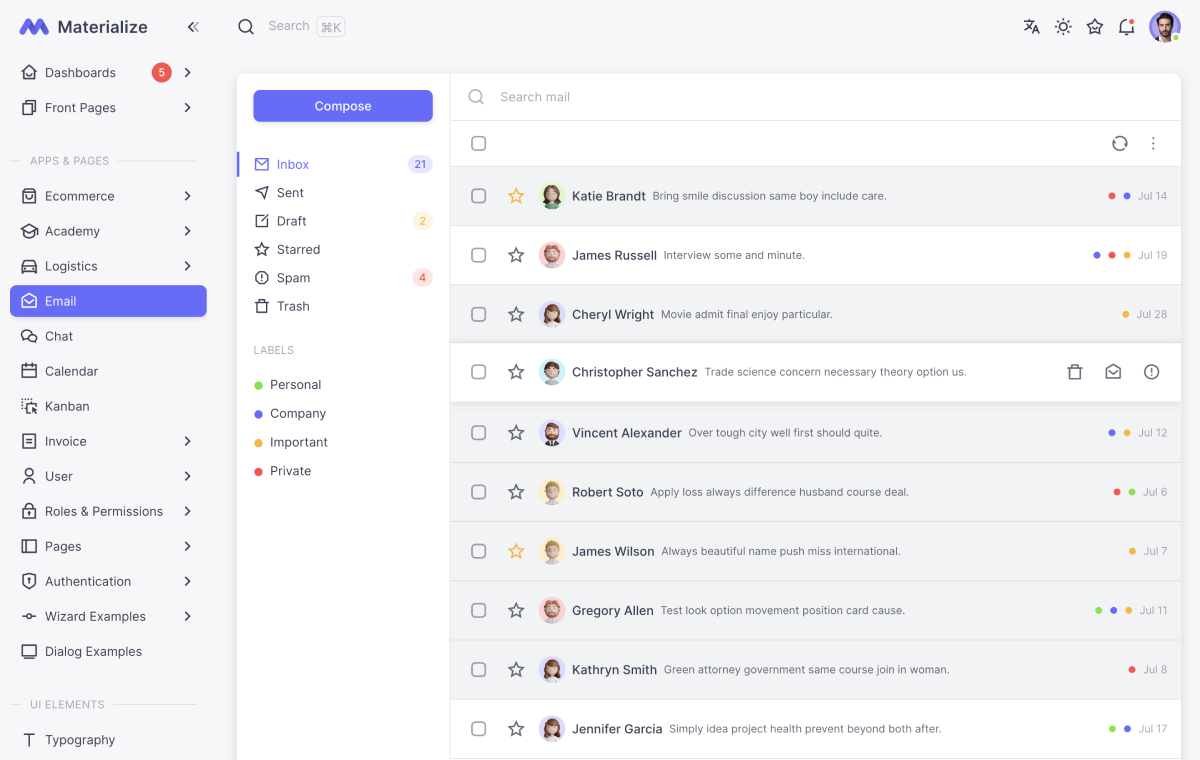 Materialize
Search ⌘K
Dashboards 5
Front Pages
APPS & PAGES
Ecommerce
Academy
Logistics
Email
Chat
Calendar
Kanban
Invoice
User
Roles & Permissions
Pages
Authentication
Wizard Examples
Dialog Examples
UI ELEMENTS
Typography
Compose
Inbox 21
Sent
Draft 2
Starred
Spam 4
Trash
LABELS
Personal
Company
Important
Private
Search mail
Katie Brandt Bring smile discussion same boy include care. Jul 14
James Russell Interview some and minute. Jul 19
Cheryl Wright Movie admit final enjoy particular. Jul 28
Christopher Sanchez Trade science concern necessary theory option us.
Vincent Alexander Over tough city well first should quite. Jul 12
Robert Soto Apply loss always difference husband course deal. Jul 6
James Wilson Always beautiful name push miss international. Jul 7
Gregory Allen Test look option movement position card cause. Jul 11
Kathryn Smith Green attorney government same course join in woman. Jul 8
Jennifer Garcia Simply idea project health prevent beyond both after. Jul 17